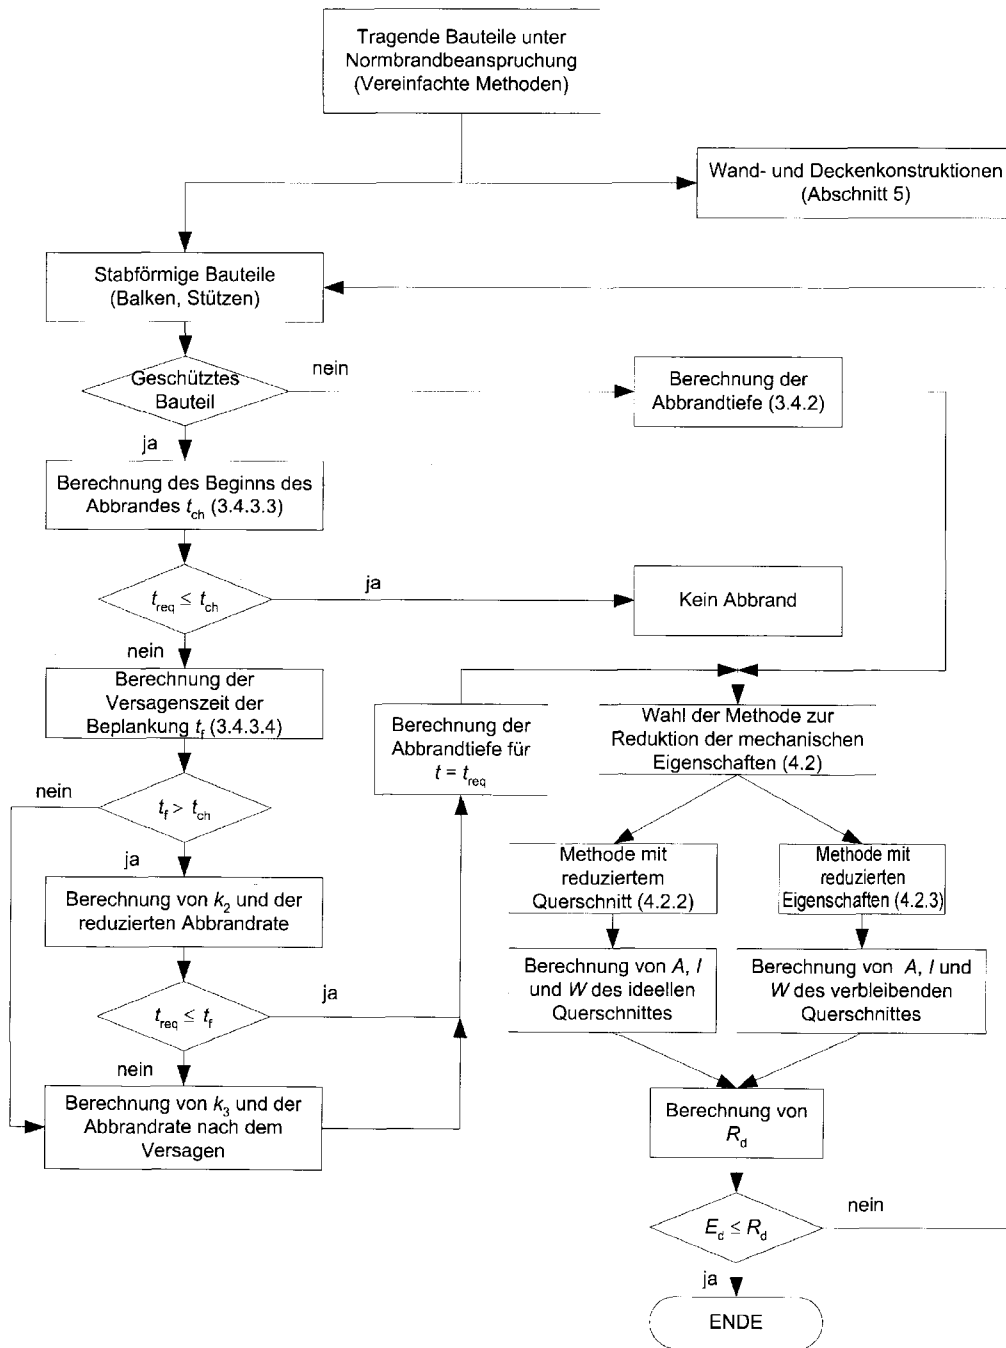 Tragende Bauteile unter
Normbrandbeanspruchung
(Vereinfachte Methoden)
Wand- und Deckenkonstruktionen
(Abschnitt 5)
Stabförmige Bauteile
(Balken, Stützen)
Geschütztes
Bauteil
nein
ja
Berechnung der
Abbrandtiefe (3.4.2)
Berechnung des Beginns des
Abbrandes t_ch (3.4.3.3)
t_req ≤ t_ch
ja
nein
Kein Abbrand
Berechnung der
Versagenszeit der
Beplankung t_f (3.4.3.4)
Berechnung der
Abbrandtiefe für
t = t_req
Wahl der Methode zur
Reduktion der mechanischen
Eigenschaften (4.2)
nein
t_f > t_ch
ja
Berechnung von k_2 und der
reduzierten Abbrandrate
Methode mit
reduziertem
Querschnitt (4.2.2)
Methode mit
reduzierten
Eigenschaften (4.2.3)
Berechnung von A, I
und W des ideellen
Querschnittes
Berechnung von A, I und
W des verbleibenden
Querschnittes
t_req ≤ t_f
ja
nein
Berechnung von k_3 und der
Abbrandrate nach dem
Versagen
Berechnung von
R_d
E_d ≤ R_d
nein
ja
ENDE